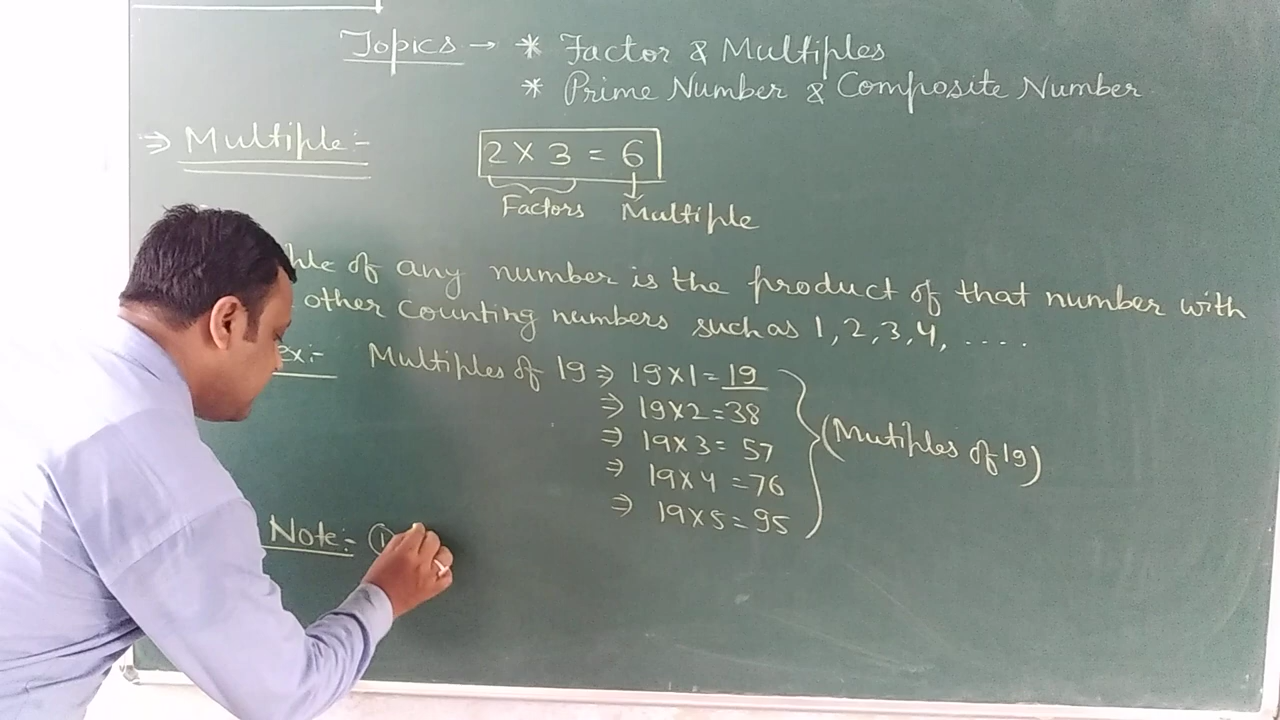 Topics → * Factor & Multiples
* Prime Number & Composite Number
⇒ Multiple:- 2 × 3 = 6
Factors Multiple
of any number is the product of that number with
other counting numbers such as 1, 2, 3, 4, ....
ex:- Multiples of 19 ⇒ 19×1 = 19
⇒ 19×2 = 38
⇒ 19×3 = 57
⇒ 19×4 = 76
⇒ 19×5 = 95
(Mutiples of 19)
Note:- ①